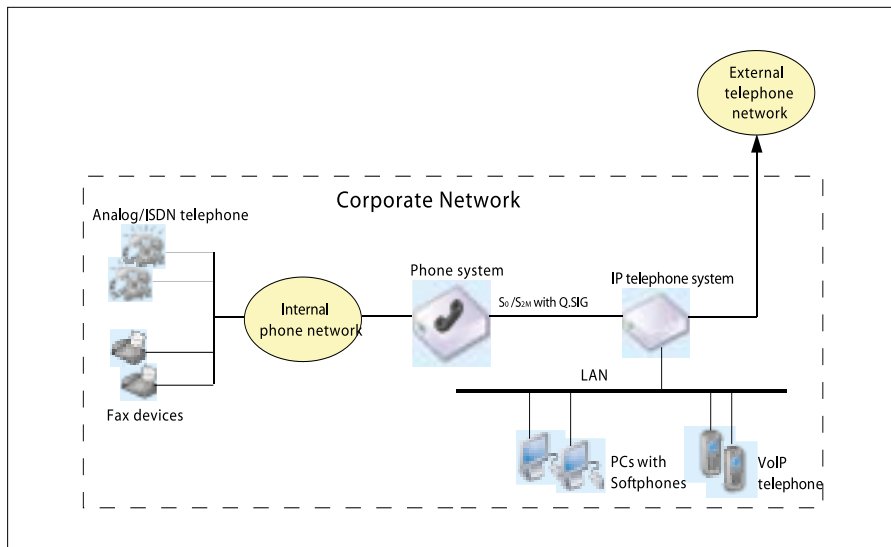 External
telephone
network
Corporate Network
Analog/ISDN telephone
Phone system
IP telephone system
S0 /S2M with Q.SIG
Internal
phone network
LAN
Fax devices
PCs with
Softphones
VoIP
telephone